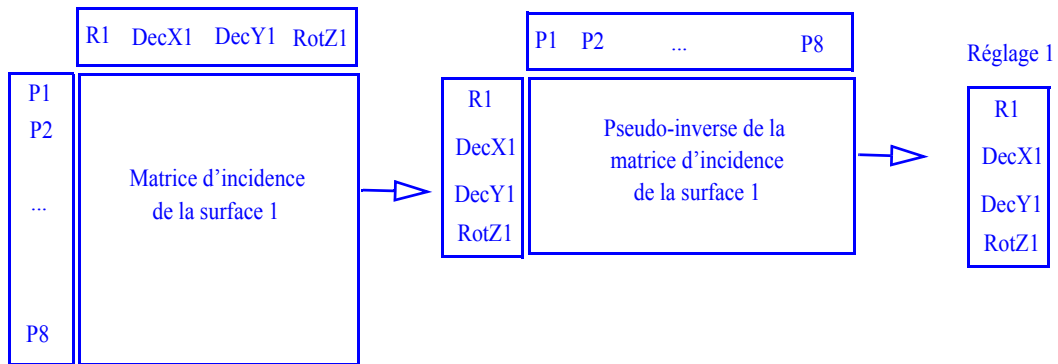 R1 DecX1 DecY1 RotZ1
P1
P2
...
P8
Matrice d'incidence
de la surface 1
P1 P2 ... P8
R1
DecX1
DecY1
RotZ1
Pseudo-inverse de la
matrice d'incidence
de la surface 1
Réglage 1
R1
DecX1
DecY1
RotZ1